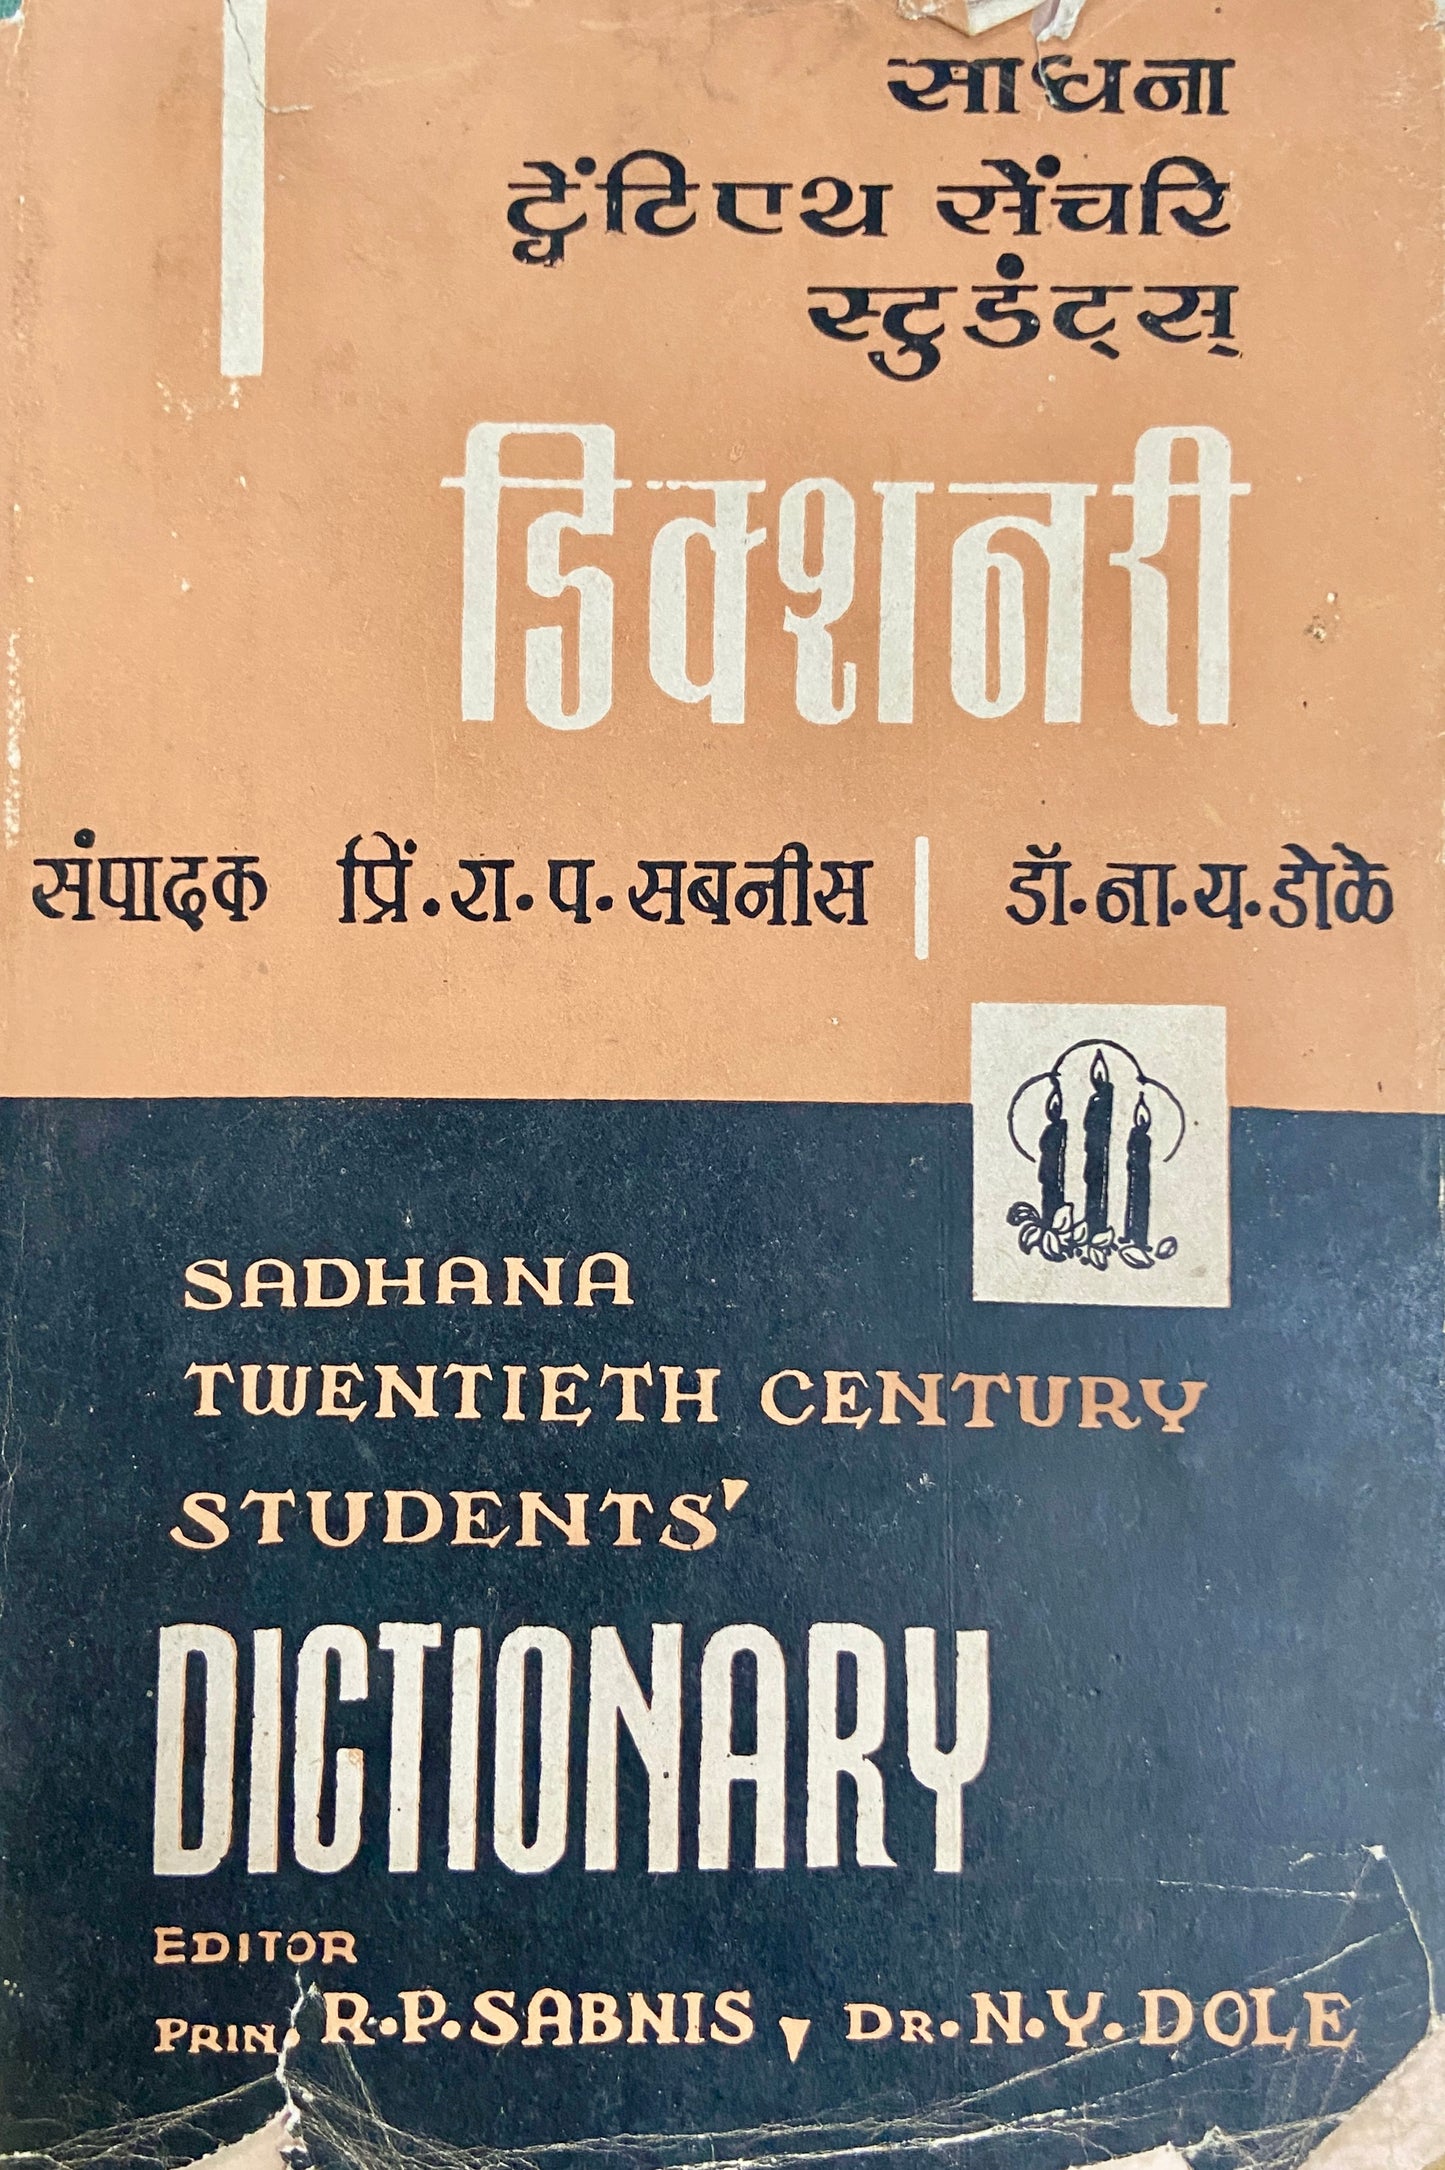 साधना
ट्वेंटिएथ सेंचरि
स्टुडंट्स्
डिक्शनरी
संपादक प्रिं.रा.प.सबनीस | डॉ.ना.य.डोळे
SADHANA
TWENTIETH CENTURY
STUDENTS'
DICTIONARY
EDITOR
PRIN. R.P.SABNIS, DR.N.Y.DOLE